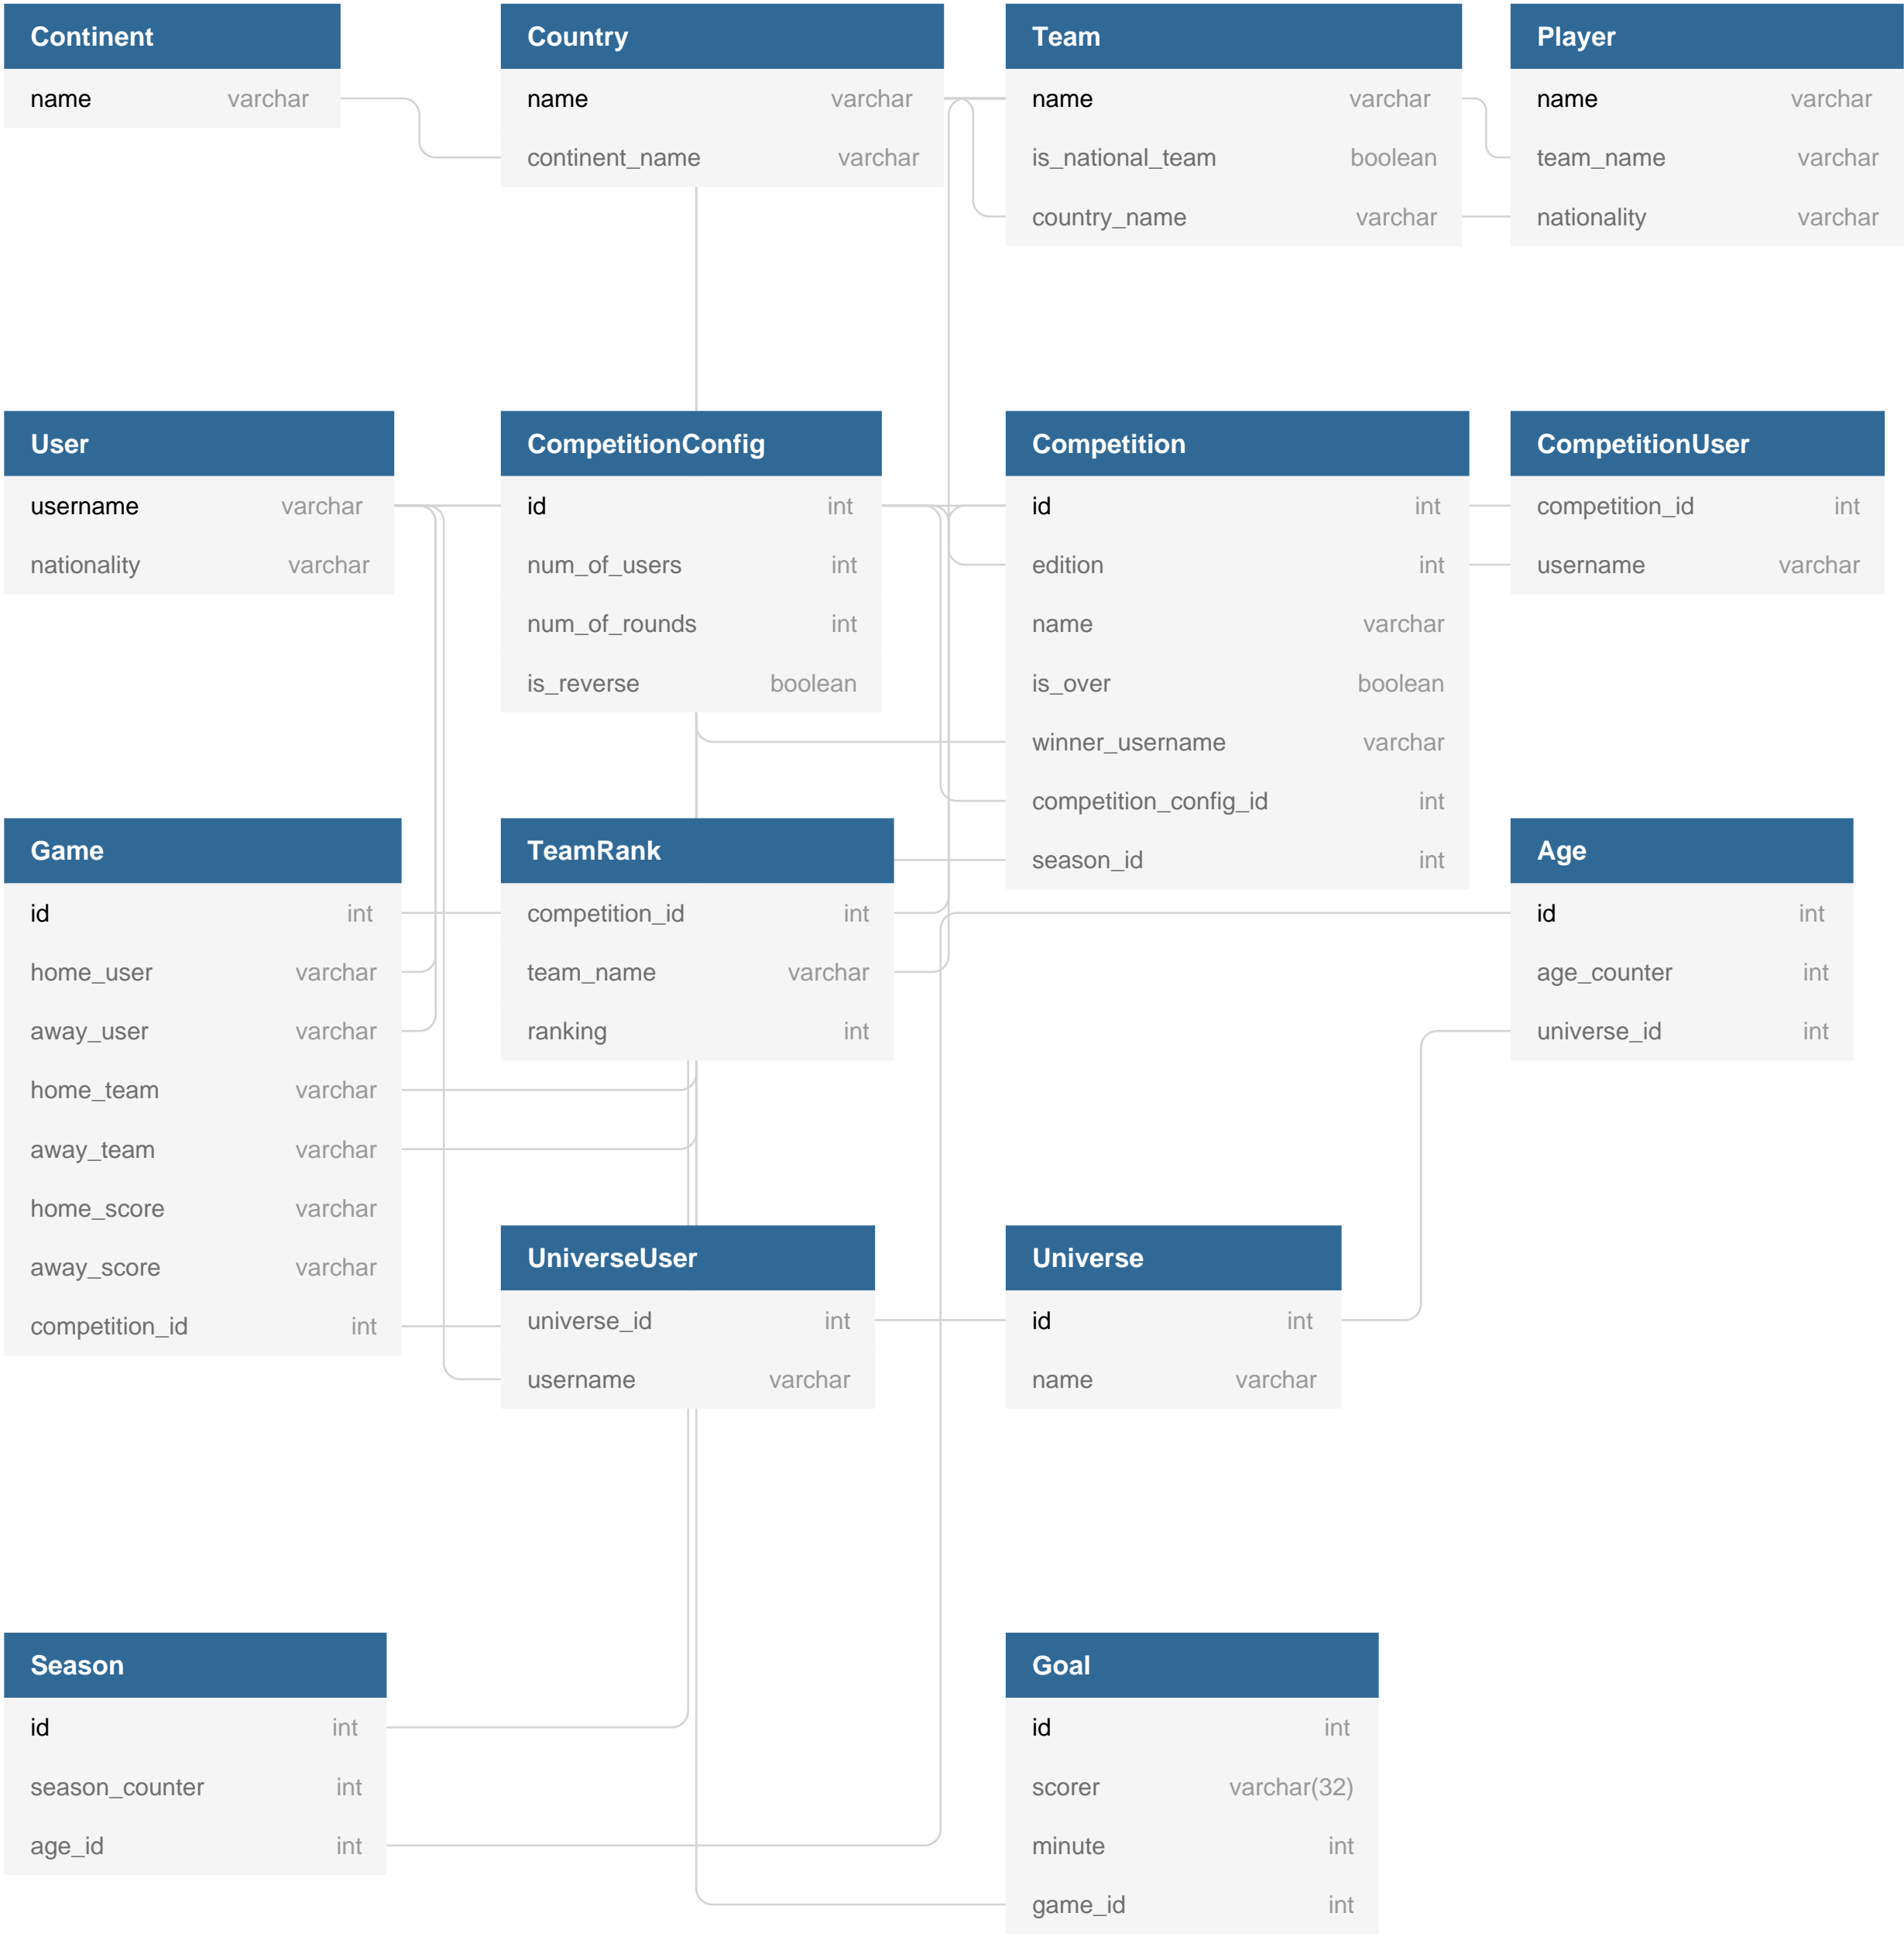 Continent
name varchar
Country
name varchar
continent_name varchar
Team
name varchar
is_national_team boolean
country_name varchar
Player
name varchar
team_name varchar
nationality varchar
User
username varchar
nationality varchar
CompetitionConfig
id int
num_of_users int
num_of_rounds int
is_reverse boolean
Competition
id int
edition int
name varchar
is_over boolean
winner_username varchar
competition_config_id int
season_id int
CompetitionUser
competition_id int
username varchar
Game
id int
home_user varchar
away_user varchar
home_team varchar
away_team varchar
home_score varchar
away_score varchar
competition_id int
TeamRank
competition_id int
team_name varchar
ranking int
Age
id int
age_counter int
universe_id int
UniverseUser
universe_id int
username varchar
Universe
id int
name varchar
Season
id int
season_counter int
age_id int
Goal
id int
scorer varchar(32)
minute int
game_id int